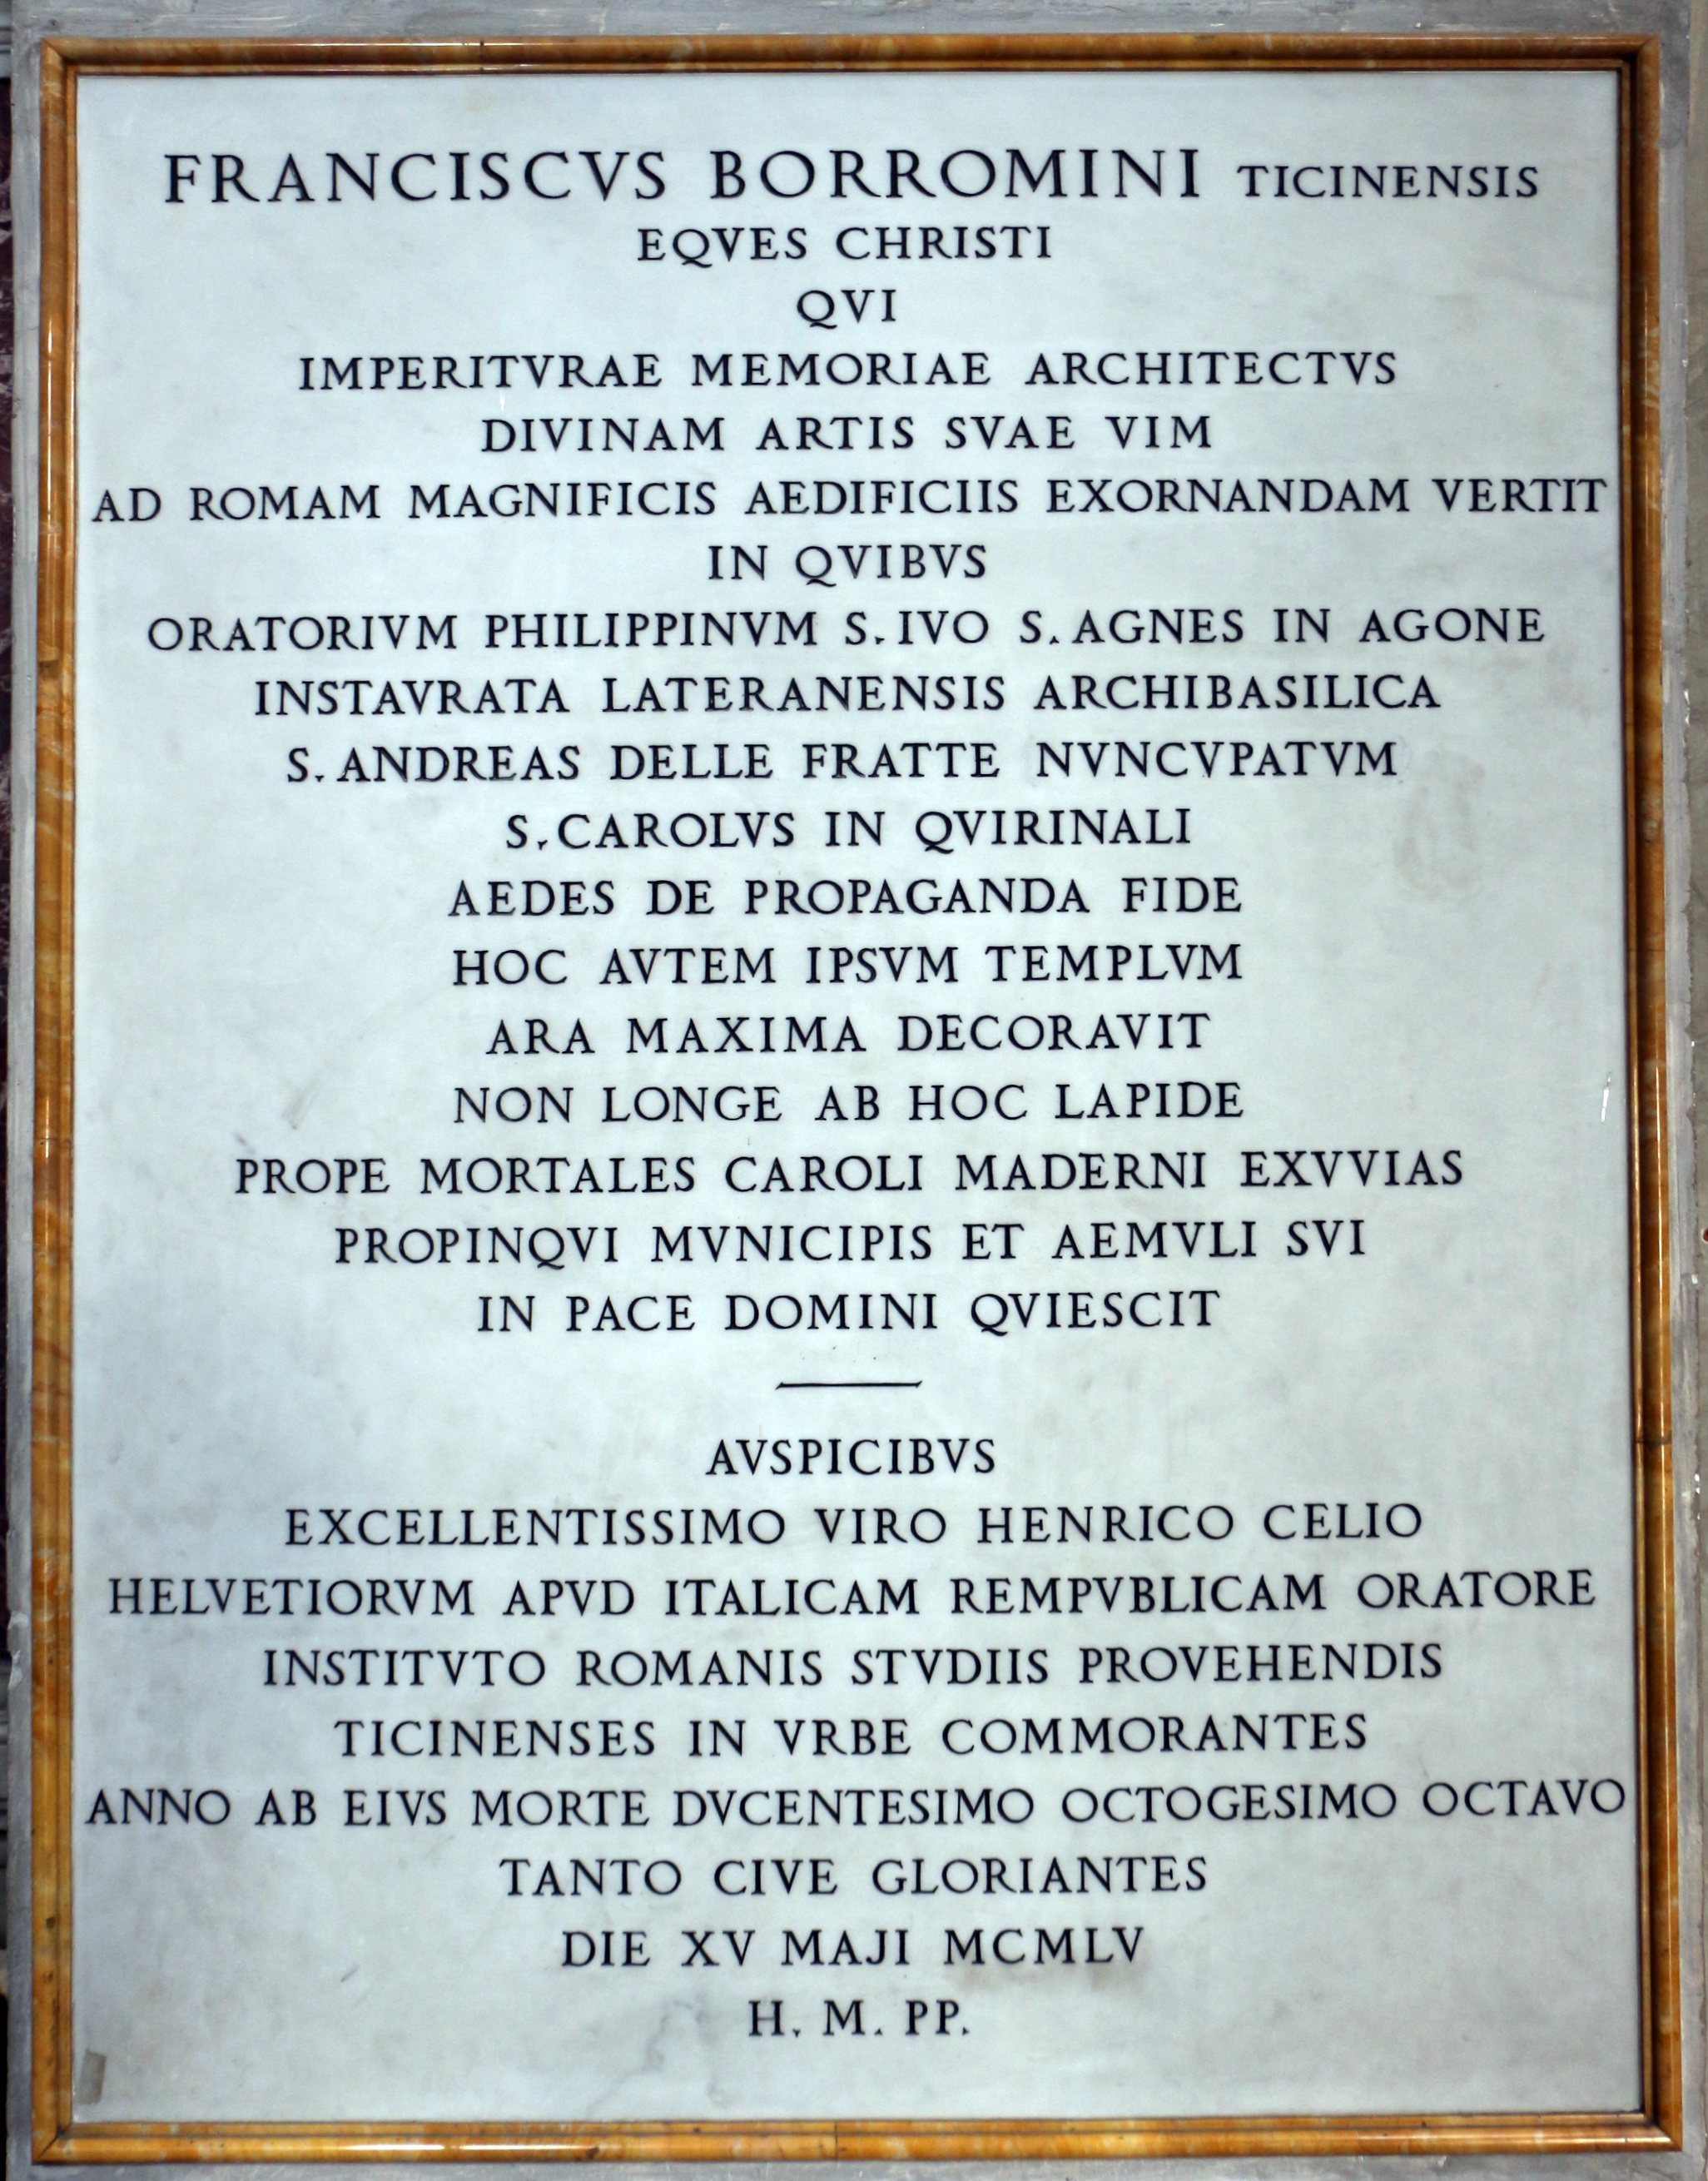 FRANCISCVS BORROMINI TICINENSIS
EQVES CHRISTI
QVI
IMPERITVRAE MEMORIAE ARCHITECTVS
DIVINAM ARTIS SVAE VIM
AD ROMAM MAGNIFICIS AEDIFICIIS EXORNANDAM VERTIT
IN QVIBVS
ORATORIVM PHILIPPINVM S. IVO S. AGNES IN AGONE
INSTAVRATA LATERANENSIS ARCHIBASILICA
S. ANDREAS DELLE FRATTE NVNCVPATVM
S. CAROLVS IN QVIRINALI
AEDES DE PROPAGANDA FIDE
HOC AVTEM IPSVM TEMPLVM
ARA MAXIMA DECORAVIT
NON LONGE AB HOC LAPIDE
PROPE MORTALES CAROLI MADERNI EXVVIAS
PROPINQVI MVNICIPIS ET AEMVLI SVI
IN PACE DOMINI QVIESCIT
AVSPICIBVS
EXCELLENTISSIMO VIRO HENRICO CELIO
HELVETIORVM APVD ITALICAM REMPVBLICAM ORATORE
INSTITVTO ROMANIS STVDIIS PROVEHENDIS
TICINENSES IN VRBE COMMORANTES
ANNO AB EIVS MORTE DVCENTESIMO OCTOGESIMO OCTAVO
TANTO CIVE GLORIANTES
DIE XV MAJI MCMLV
H. M. PP.